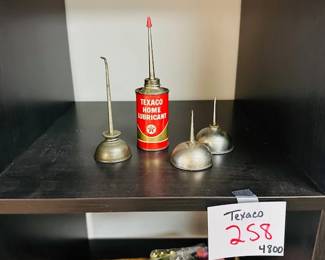 TEXACO
HOME
LUBRICANT
Texaco
258
4800